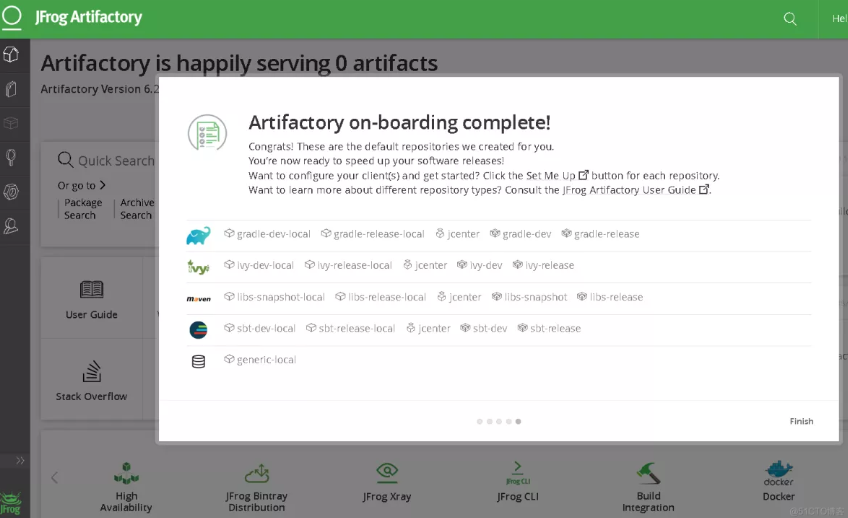 JFrog Artifactory
Hel
Artifactory is happily serving 0 artifacts
Artifactory Version 6.2
Artifactory on-boarding complete!
Congrats! These are the default repositories we created for you.
You're now ready to speed up your software releases!
Want to configure your client(s) and get started? Click the Set Me Up button for each repository.
Want to learn more about different repository types? Consult the JFrog Artifactory User Guide.
Quick Search
Or go to
Package Search
Archive Search
gradle-dev-local gradle-release-local jcenter gradle-dev gradle-release
ivy
ivy-dev-local ivy-release-local jcenter ivy-dev ivy-release
Maven
libs-snapshot-local libs-release-local jcenter libs-snapshot libs-release
sbt-dev-local sbt-release-local jcenter sbt-dev sbt-release
generic-local
User Guide
Stack Overflow
Finish
JFrog CLI
docker
High Availability
JFrog Bintray Distribution
JFrog Xray
JFrog CLI
Build Integration
Docker
JFrog
@51CTO博客